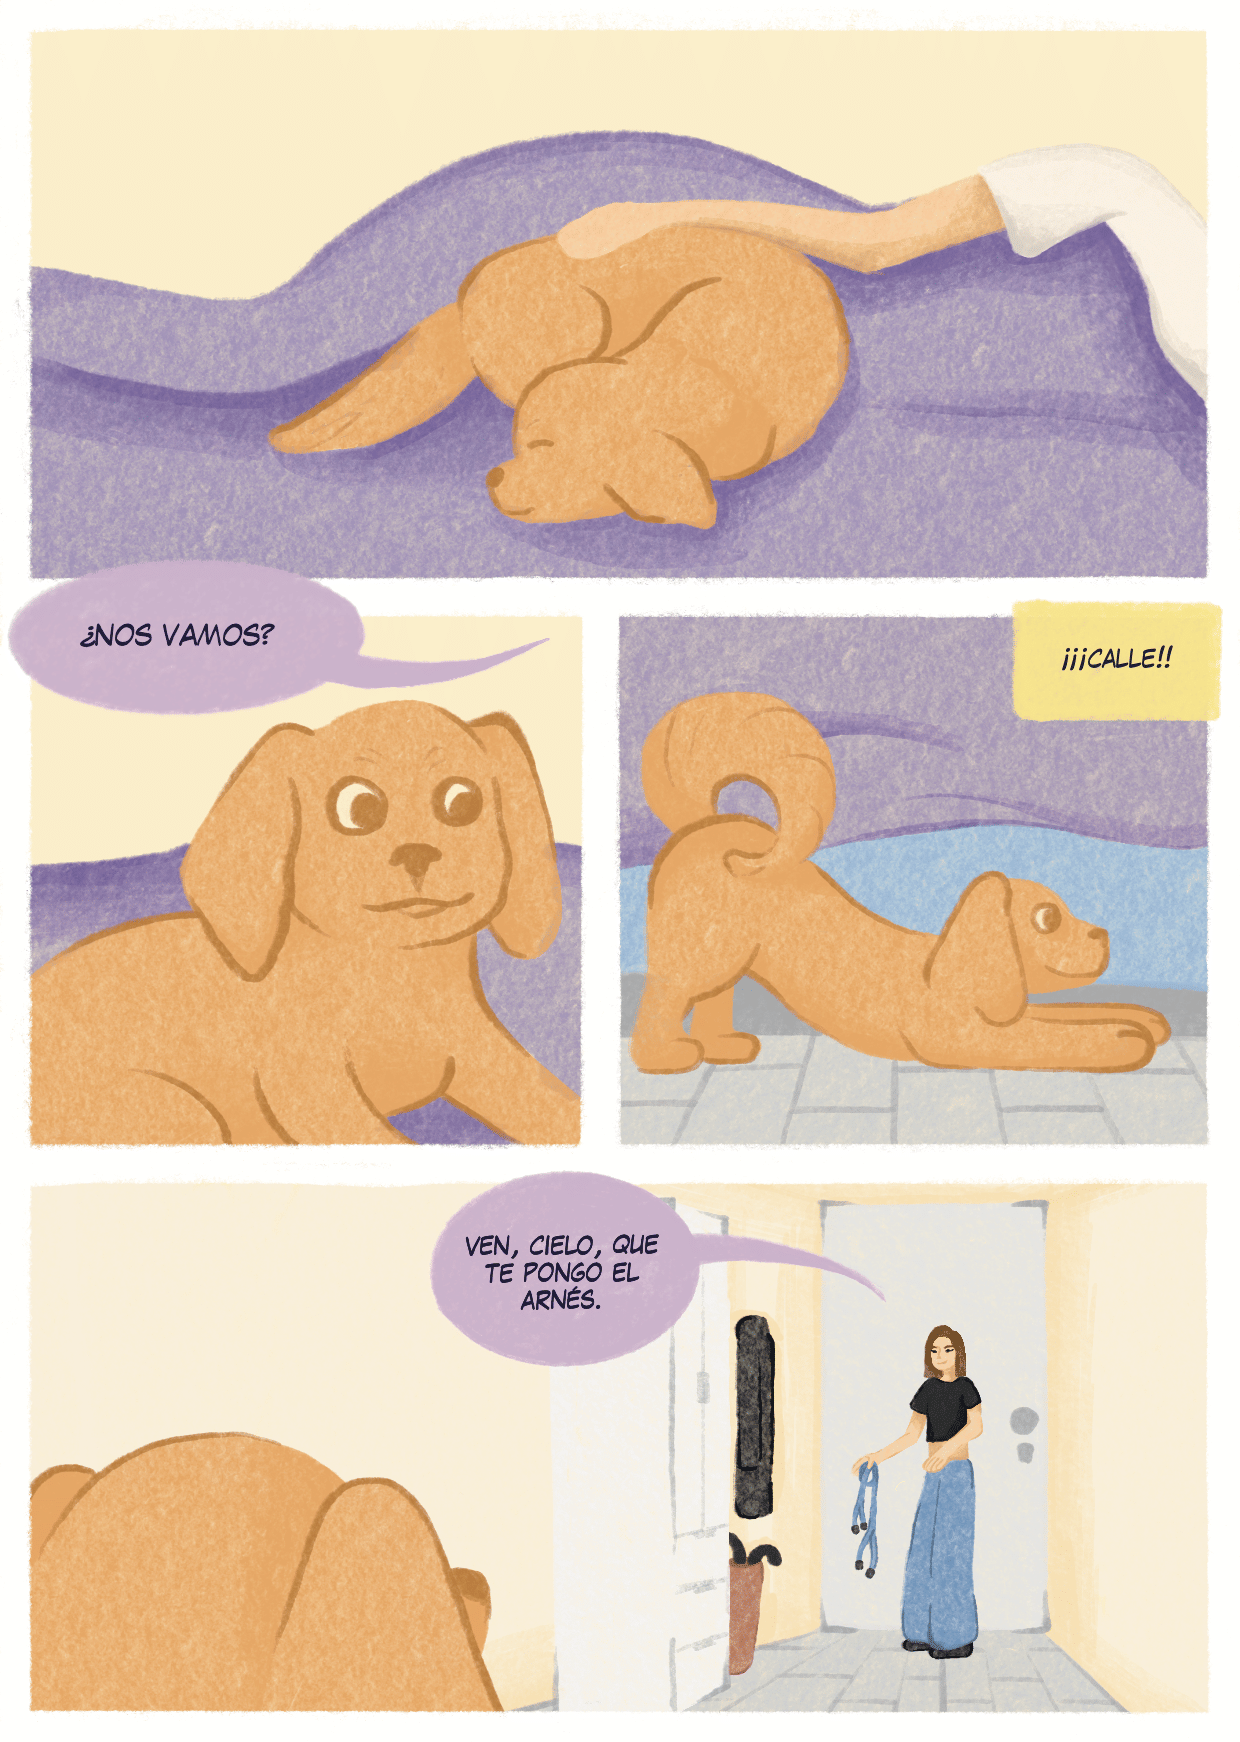 ¿NOS VAMOS?
¡¡¡CALLE!!
VEN, CIELO, QUE
TE PONGO EL
ARNÉS.